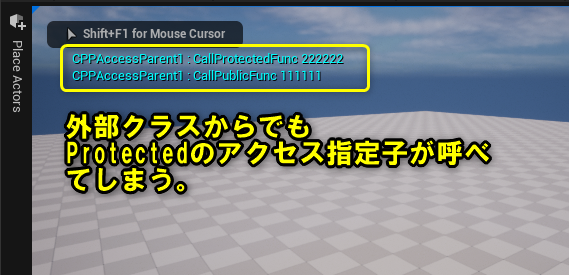 Place Actors
Shift+F1 for Mouse Cursor
CPPAccessParent1 : CallProtectedFunc 222222
CPPAccessParent1 : CallPublicFunc 111111
外部クラスからでも
Protectedのアクセス指定子が呼べ
てしまう。